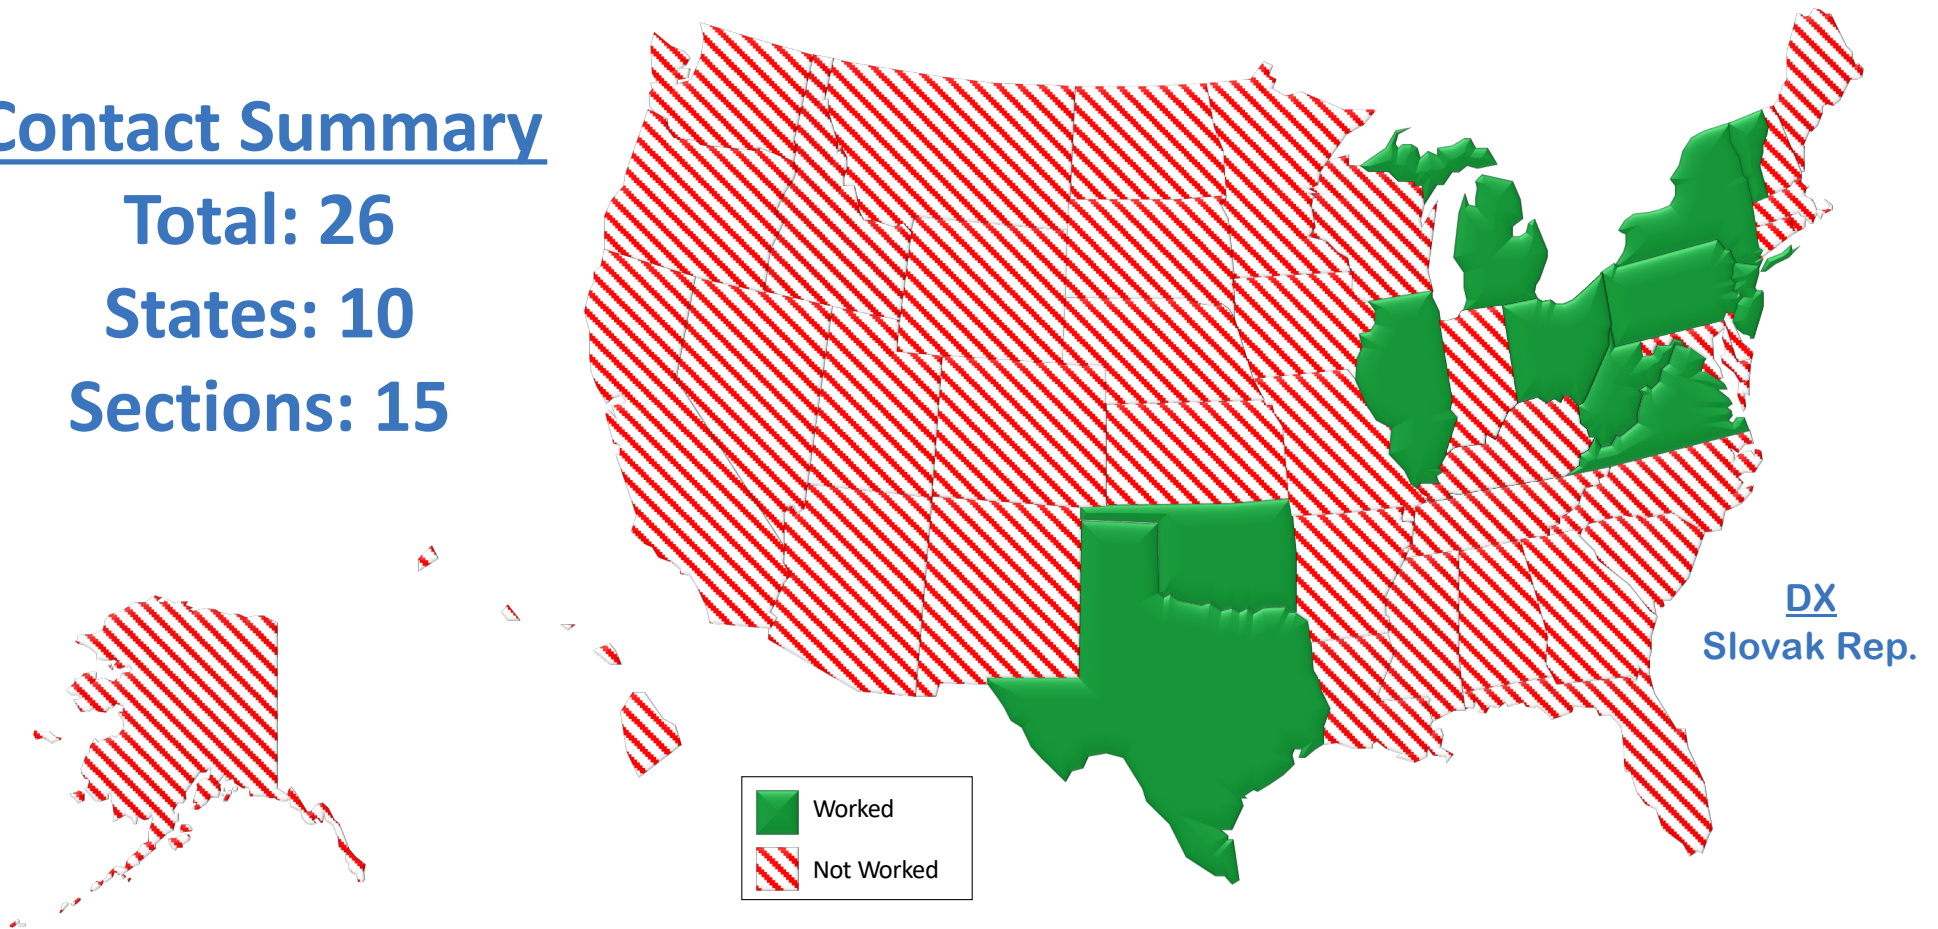 Contact Summary
Total: 26
States: 10
Sections: 15
DX
Slovak Rep.
Worked
Not Worked